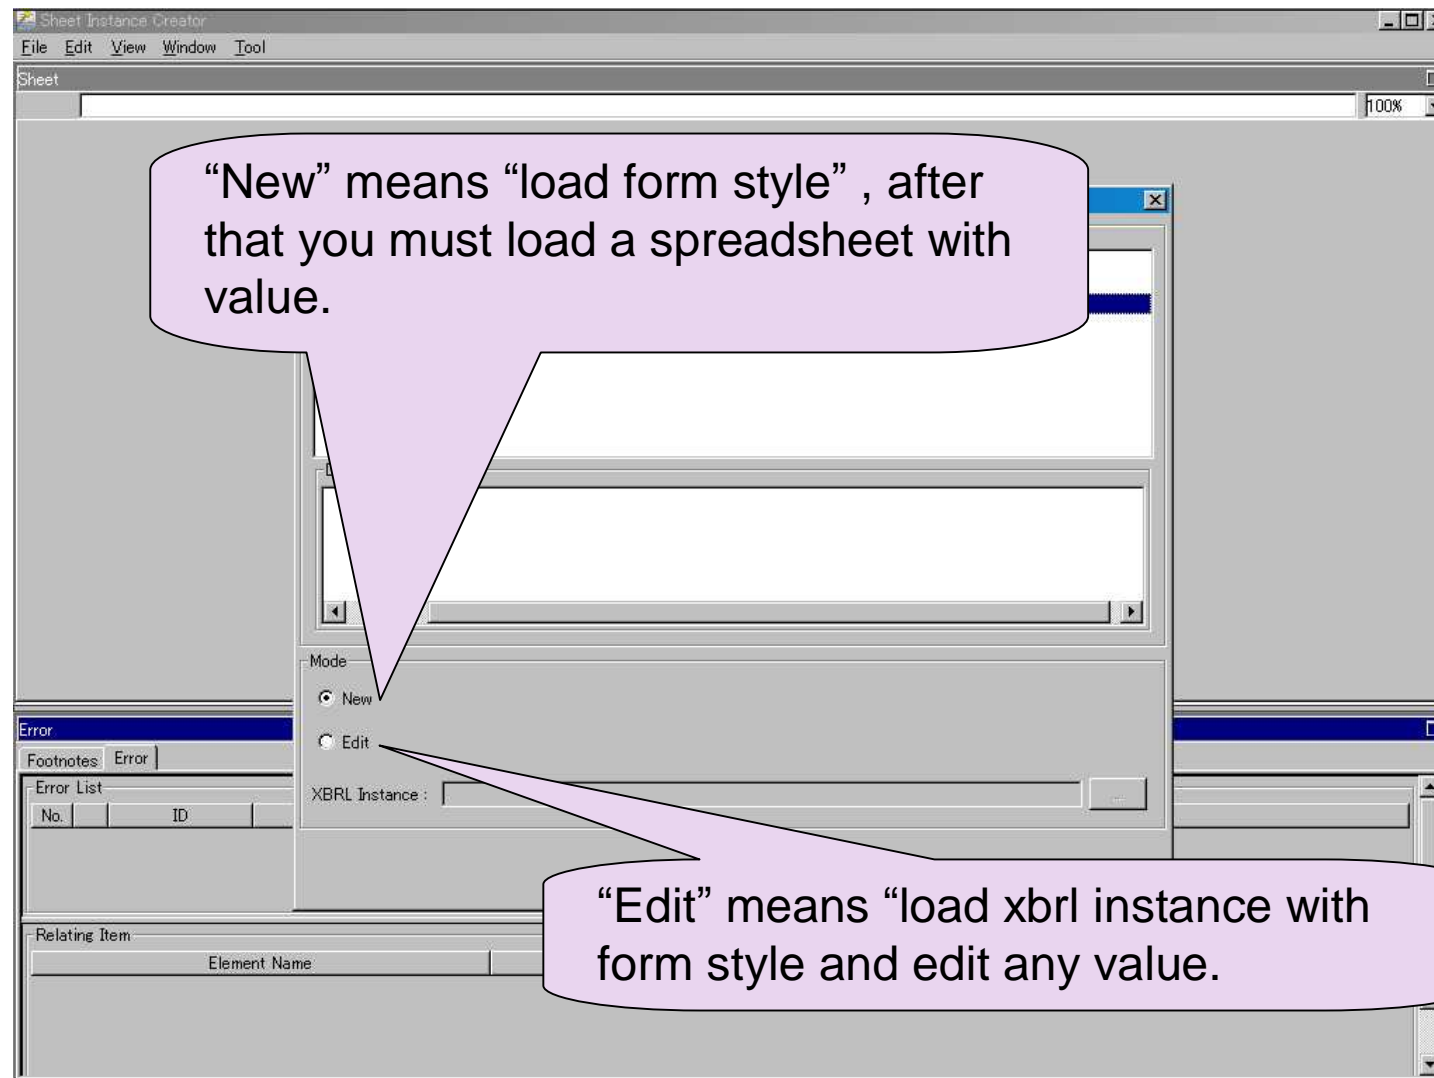 Sheet Instance Creator
File Edit View Window Tool
Sheet
100%
“New” means “load form style” , after
that you must load a spreadsheet with
value.
Mode
New
Edit
XBRL Instance :
...
Error
Footnotes Error
Error List
No. ID
“Edit” means “load xbrl instance with
form style and edit any value.
Relating Item
Element Name